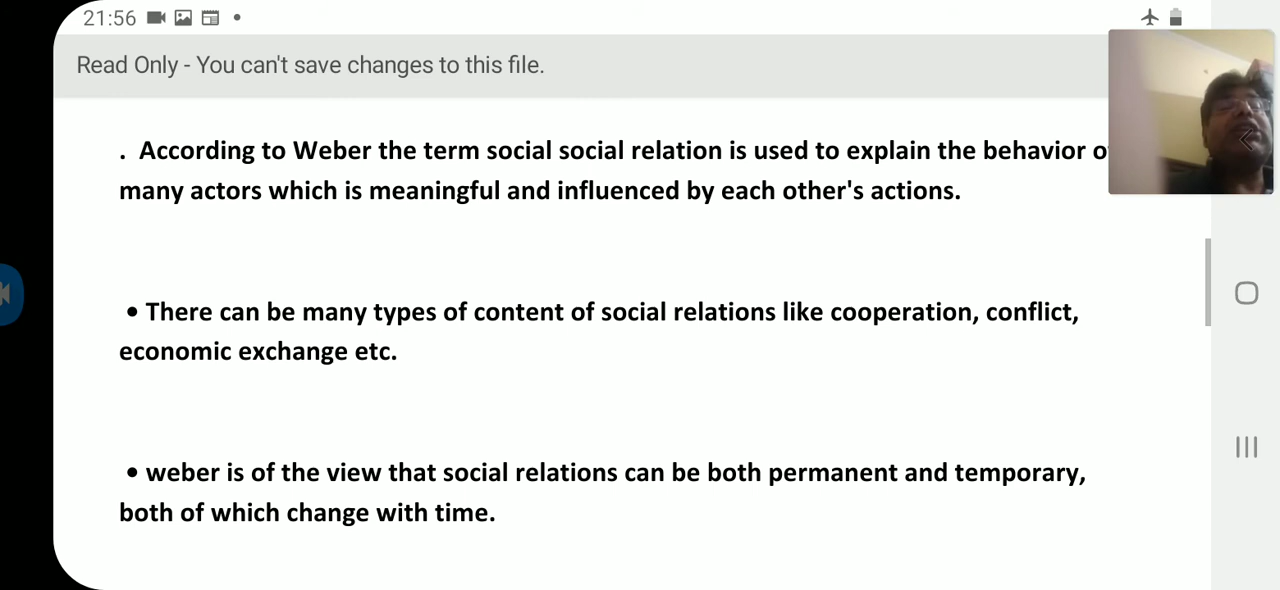 21:56
Read Only - You can't save changes to this file.
. According to Weber the term social social relation is used to explain the behavior
many actors which is meaningful and influenced by each other's actions.
• There can be many types of content of social relations like cooperation, conflict,
economic exchange etc.
• weber is of the view that social relations can be both permanent and temporary,
both of which change with time.